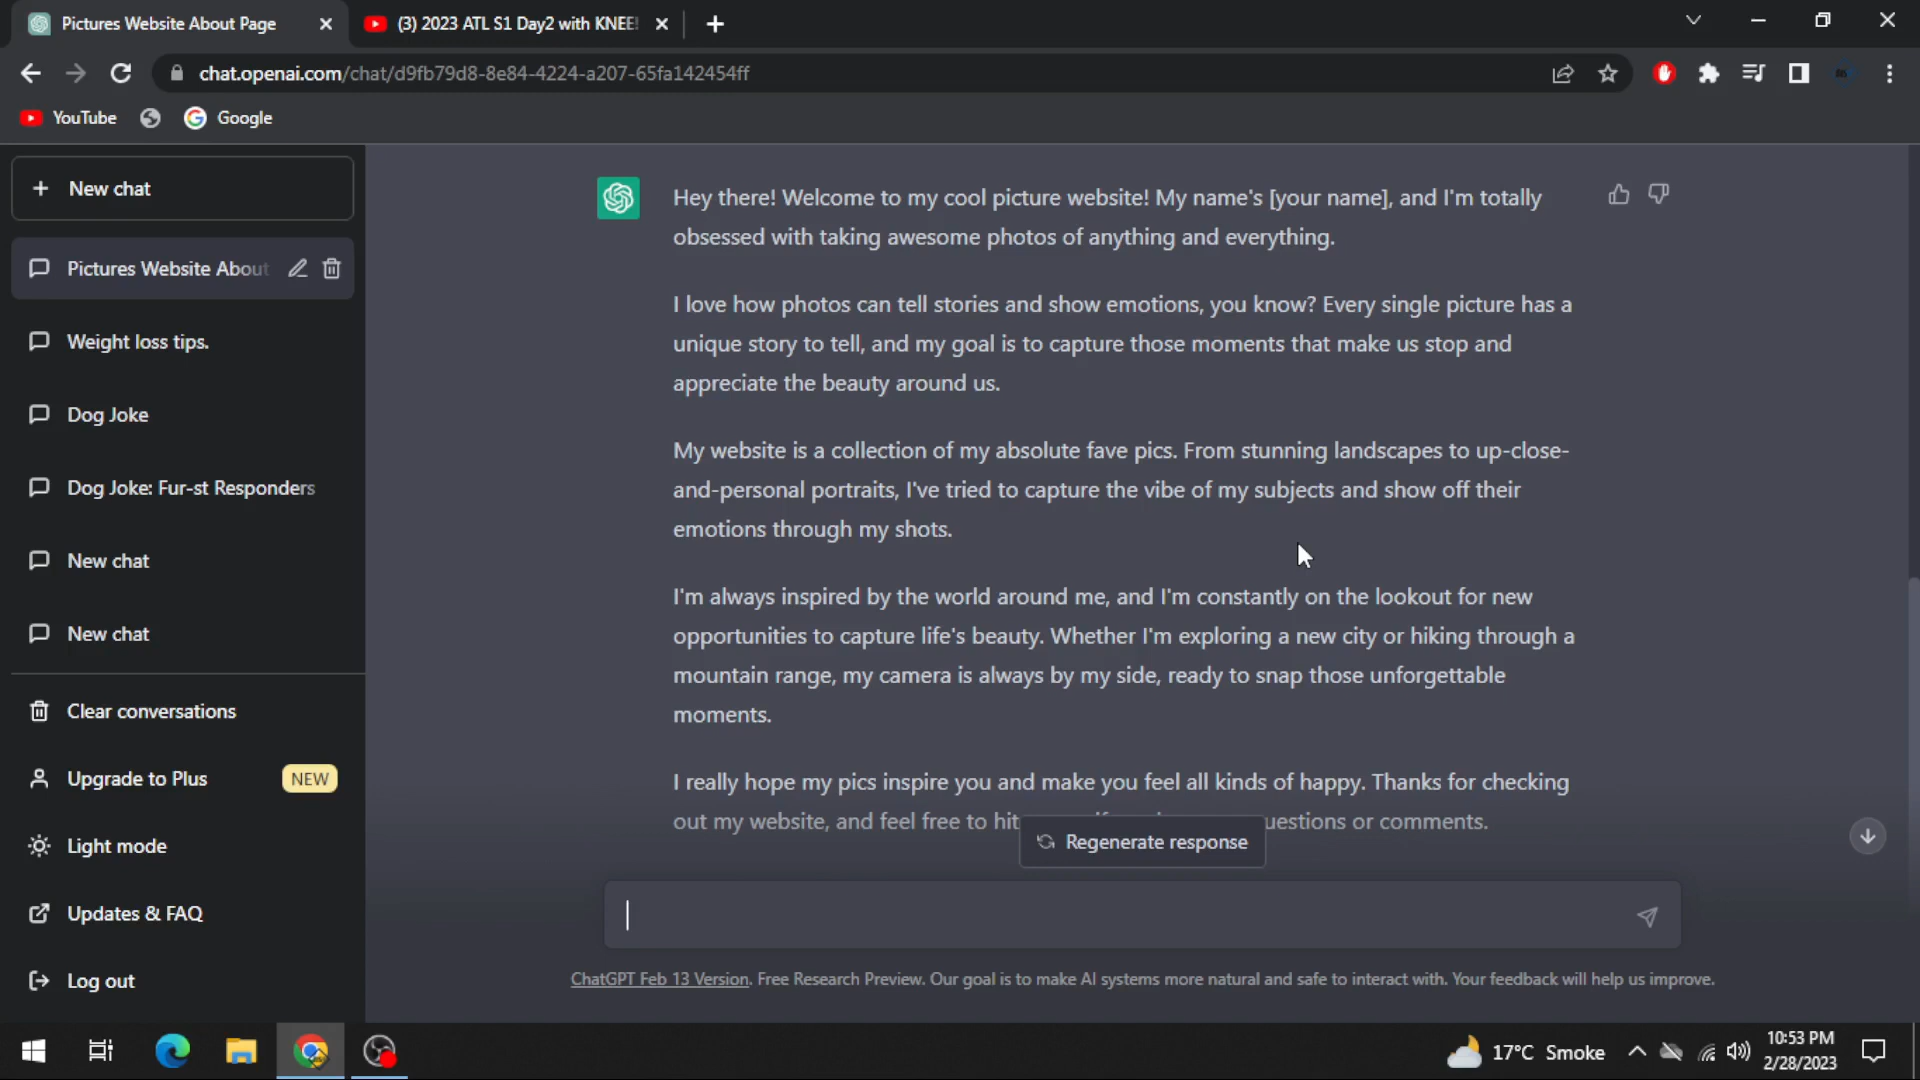 Pictures Website About Page
(3) 2023 ATL S1 Day2 with KNEE!
chat.openai.com/chat/d9fb79d8-8e84-4224-a207-65fa142454ff
YouTube
Google
New chat
Pictures Website About
Weight loss tips.
Dog Joke
Dog Joke: Fur-st Responders
New chat
New chat
Clear conversations
Upgrade to Plus NEW
Light mode
Updates & FAQ
Log out
Hey there! Welcome to my cool picture website! My name's [your name], and I'm totally
obsessed with taking awesome photos of anything and everything.
I love how photos can tell stories and show emotions, you know? Every single picture has a
unique story to tell, and my goal is to capture those moments that make us stop and
appreciate the beauty around us.
My website is a collection of my absolute fave pics. From stunning landscapes to up-close-
and-personal portraits, I've tried to capture the vibe of my subjects and show off their
emotions through my shots.
I'm always inspired by the world around me, and I'm constantly on the lookout for new
opportunities to capture life's beauty. Whether I'm exploring a new city or hiking through a
mountain range, my camera is always by my side, ready to snap those unforgettable
moments.
I really hope my pics inspire you and make you feel all kinds of happy. Thanks for checking
out my website, and feel free to hit uestions or comments.
Regenerate response
ChatGPT Feb 13 Version. Free Research Preview. Our goal is to make AI systems more natural and safe to interact with. Your feedback will help us improve.
17°C Smoke
10:53 PM
2/28/2023